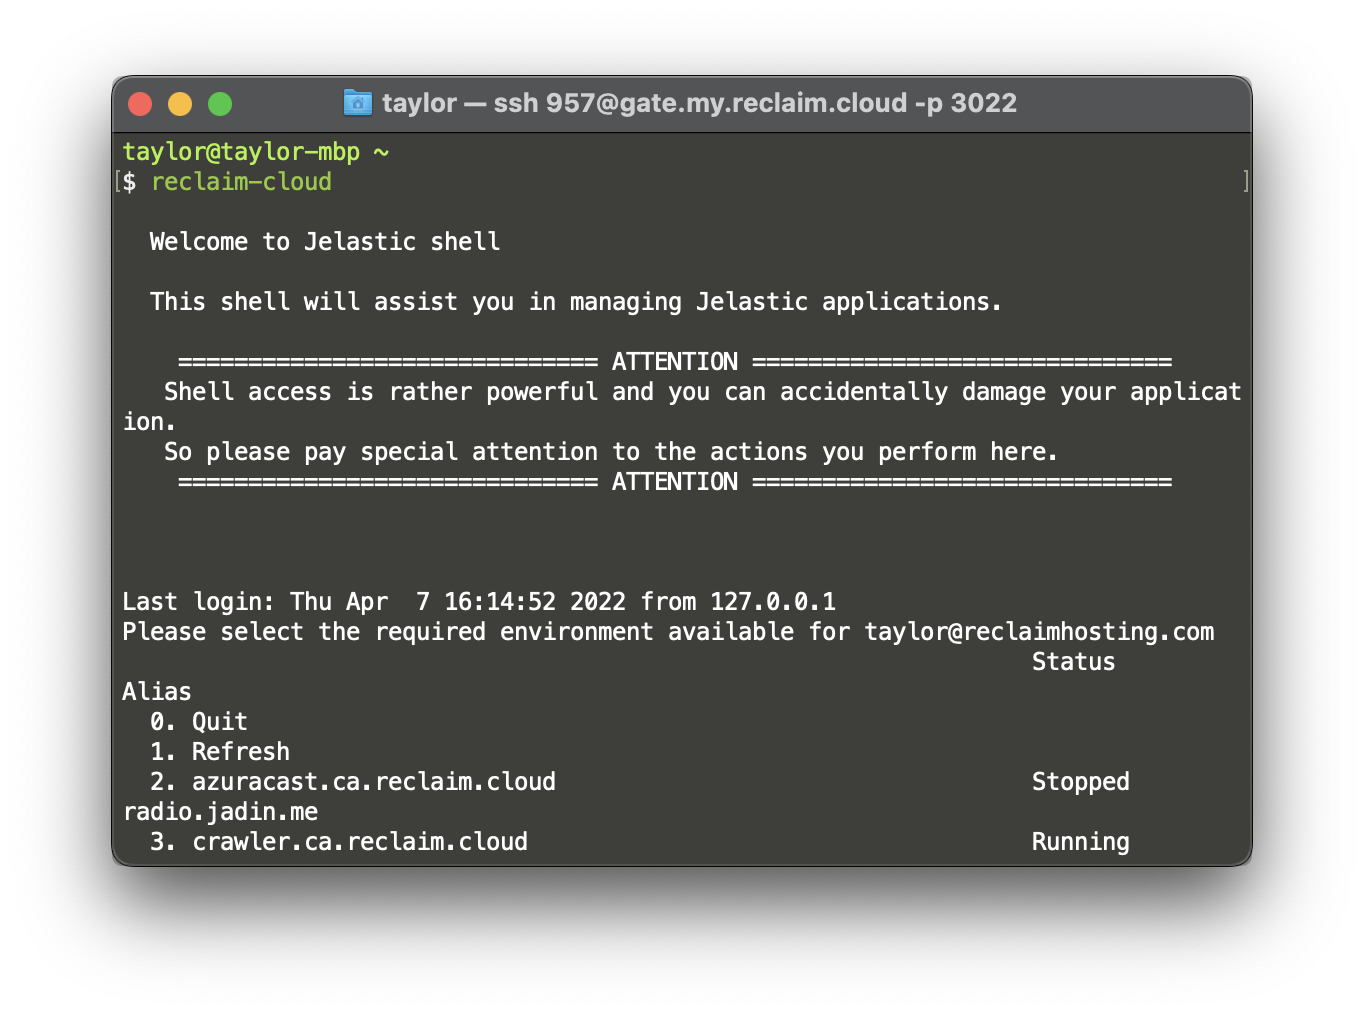 taylor — ssh 957@gate.my.reclaim.cloud -p 3022
taylor@taylor-mbp ~
[$ reclaim-cloud ]
Welcome to Jelastic shell
This shell will assist you in managing Jelastic applications.
============================== ATTENTION ==============================
Shell access is rather powerful and you can accidentally damage your applicat
ion.
So please pay special attention to the actions you perform here.
============================== ATTENTION ==============================
Last login: Thu Apr  7 16:14:52 2022 from 127.0.0.1
Please select the required environment available for taylor@reclaimhosting.com
Status
Alias
0. Quit
1. Refresh
2. azuracast.ca.reclaim.cloud Stopped
radio.jadin.me
3. crawler.ca.reclaim.cloud Running